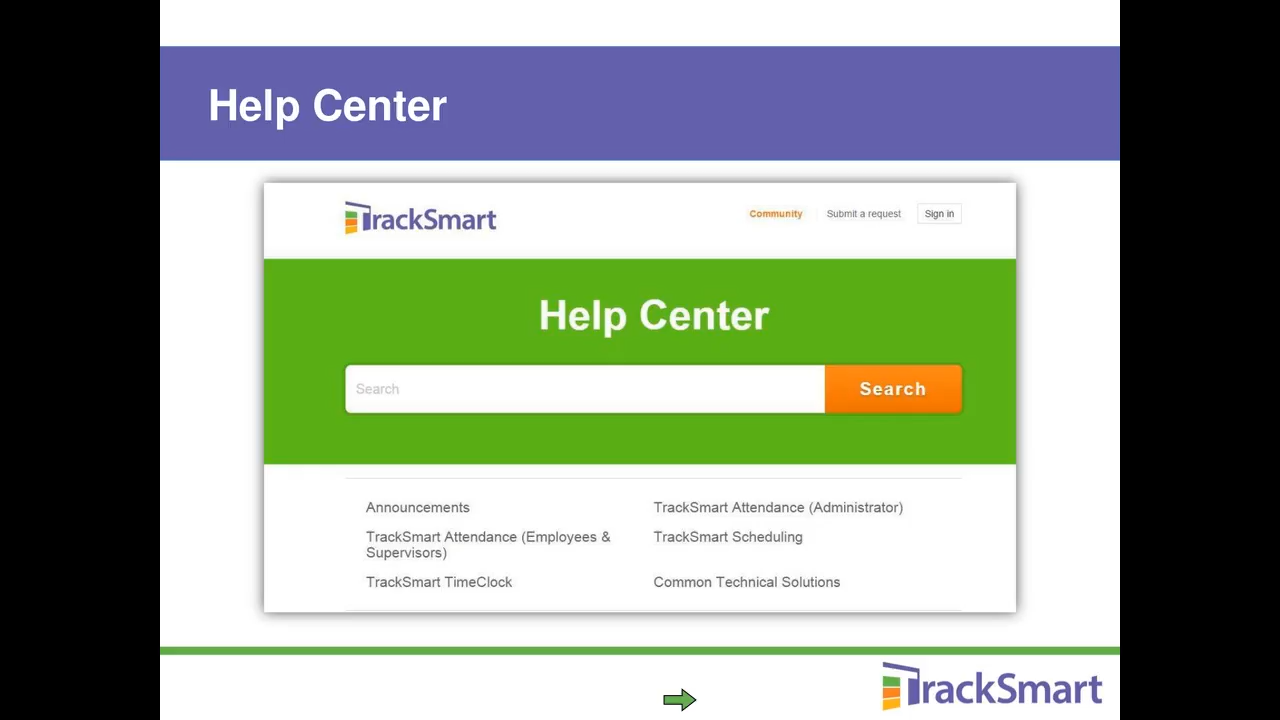 Help Center
TrackSmart
Community
Submit a request
Sign in
Help Center
Search
Search
Announcements
TrackSmart Attendance (Administrator)
TrackSmart Attendance (Employees &
Supervisors)
TrackSmart Scheduling
TrackSmart TimeClock
Common Technical Solutions
TrackSmart